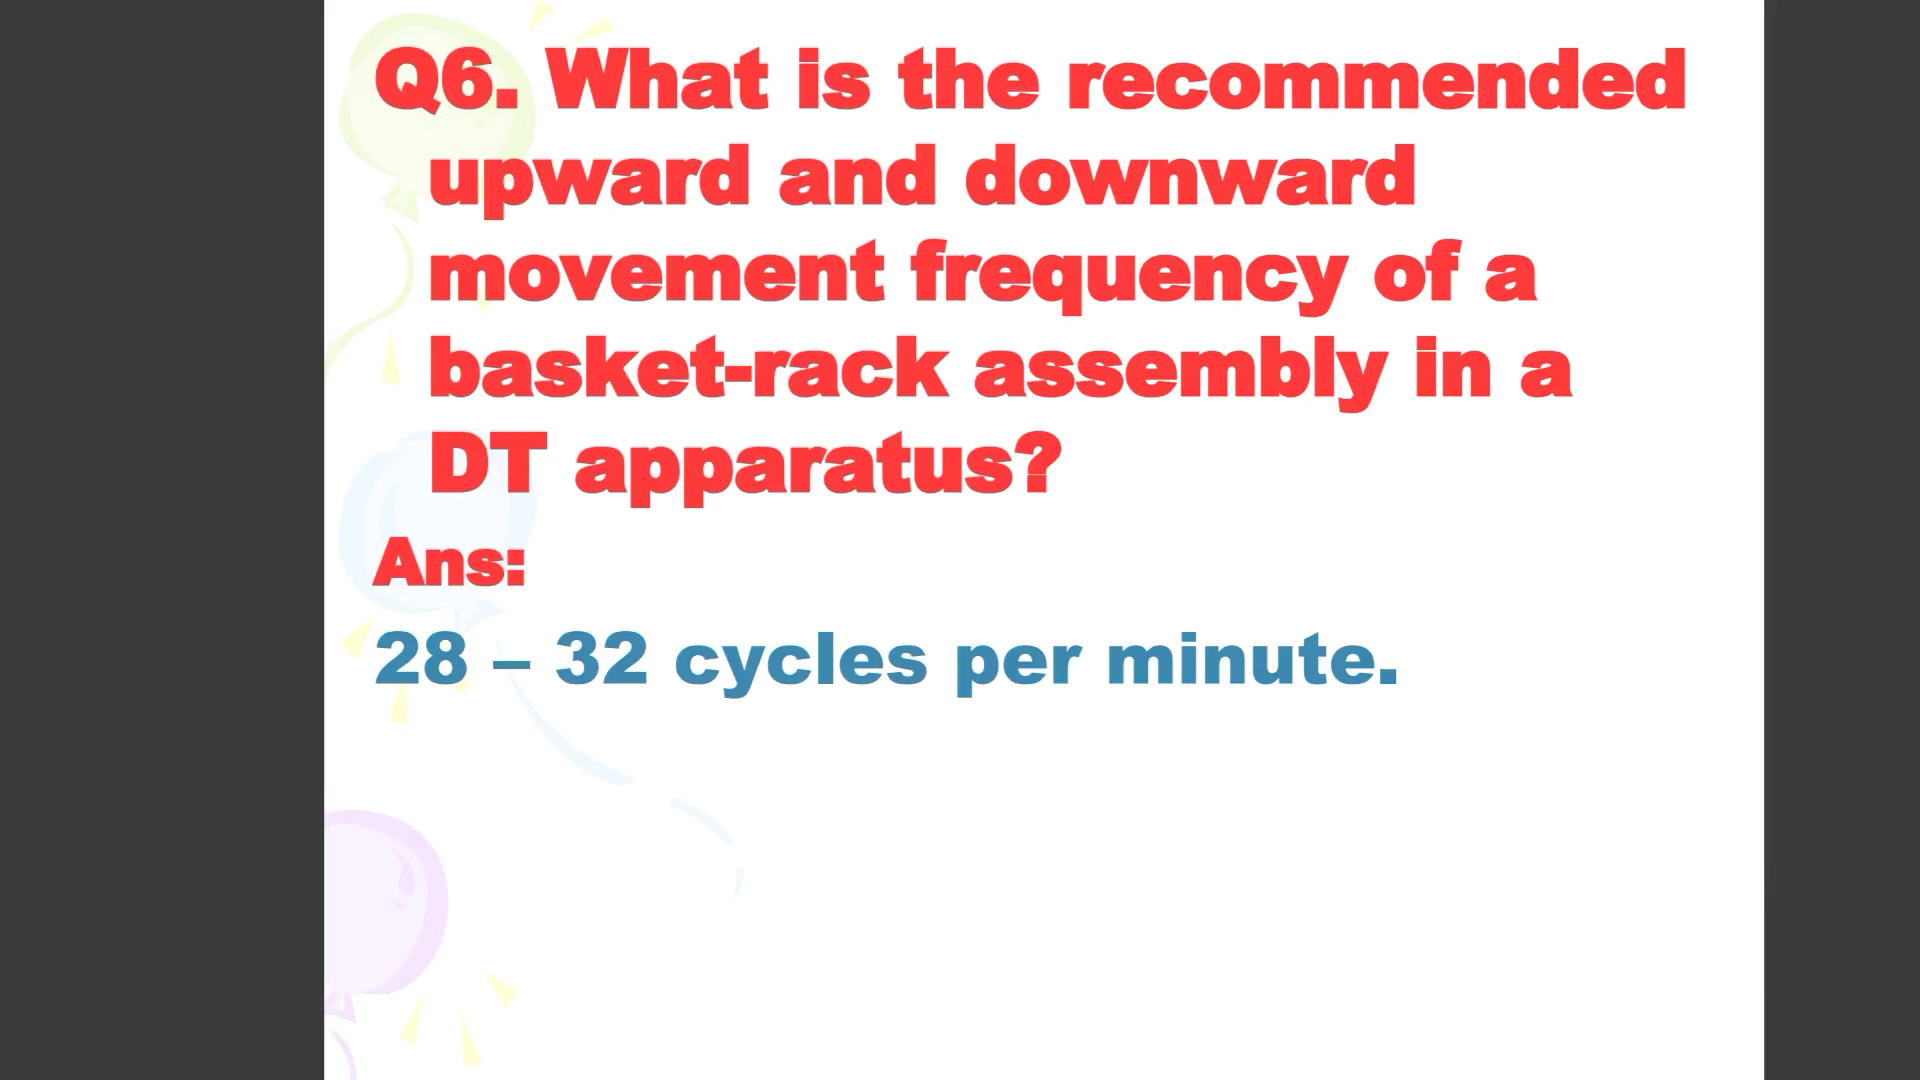 Q6. What is the recommended
upward and downward
movement frequency of a
basket-rack assembly in a
DT apparatus?
Ans:
28 – 32 cycles per minute.